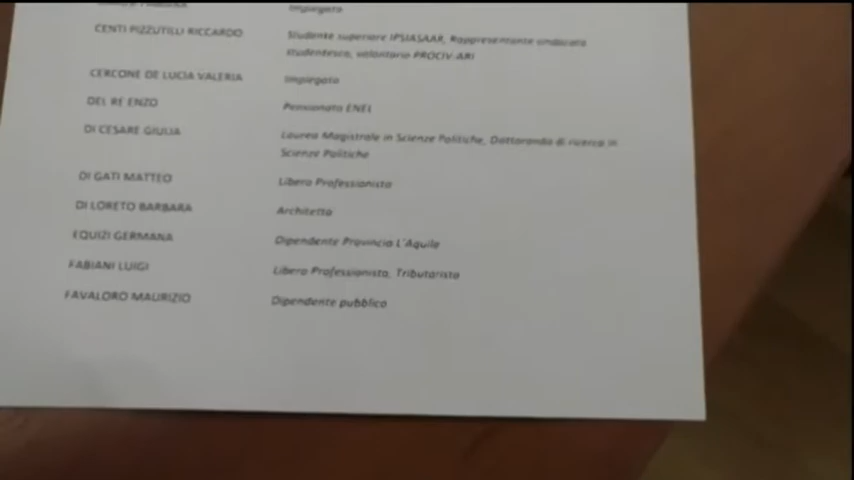 Impiegato
CENTI PIZZUTILLI RICCARDO Studente superiore IPSIASAAR, Rappresentante sindacato
studentesco, volontario PROCIV-ARI
CERCONE DE LUCIA VALERIA Impiegata
DEL RE ENZO Pensionato ENEL
DI CESARE GIULIA Laurea Magistrale in Scienze Politiche, Dottoranda di ricerca in
Scienze Politiche
DI GATI MATTEO Libero Professionista
DI LORETO BARBARA Architetto
EQUIZI GERMANA Dipendente Provincia L'Aquila
FABIANI LUIGI Libero Professionista, Tributarista
FAVALORO MAURIZIO Dipendente pubblico